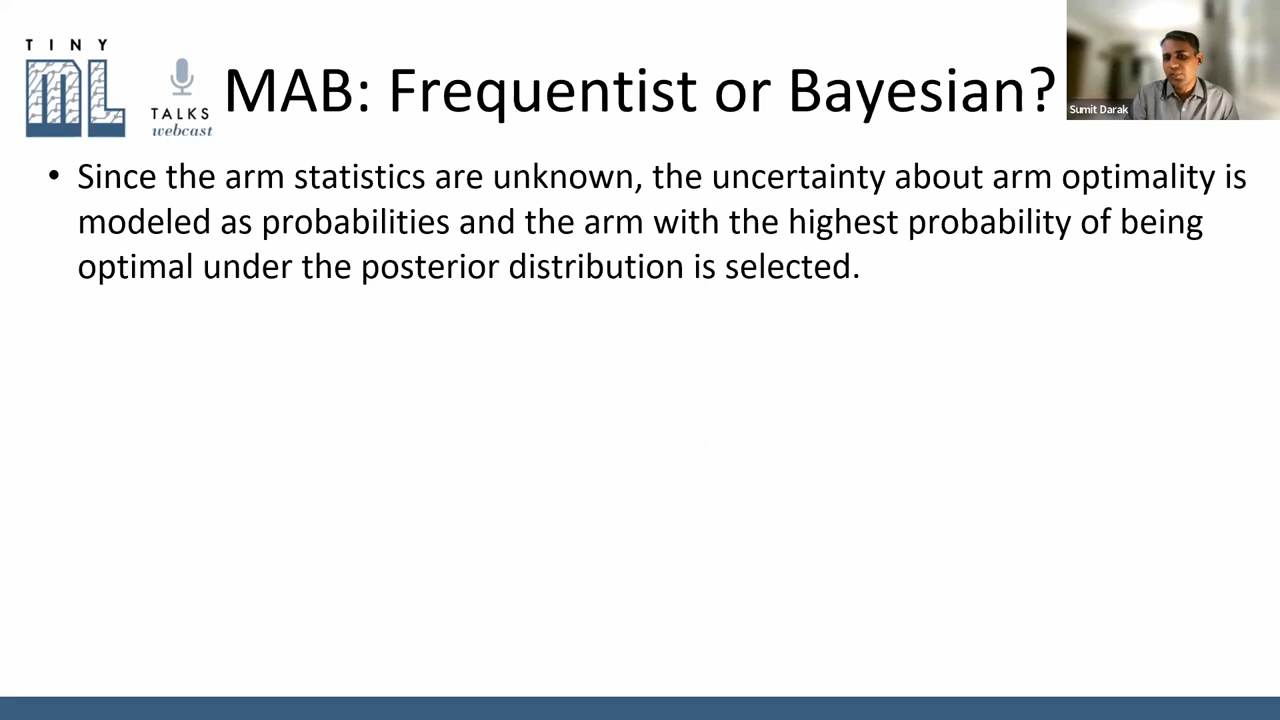 TINY
ML
TALKS
webcast
MAB: Frequentist or Bayesian?
Sumit Darak
• Since the arm statistics are unknown, the uncertainty about arm optimality is
modeled as probabilities and the arm with the highest probability of being
optimal under the posterior distribution is selected.